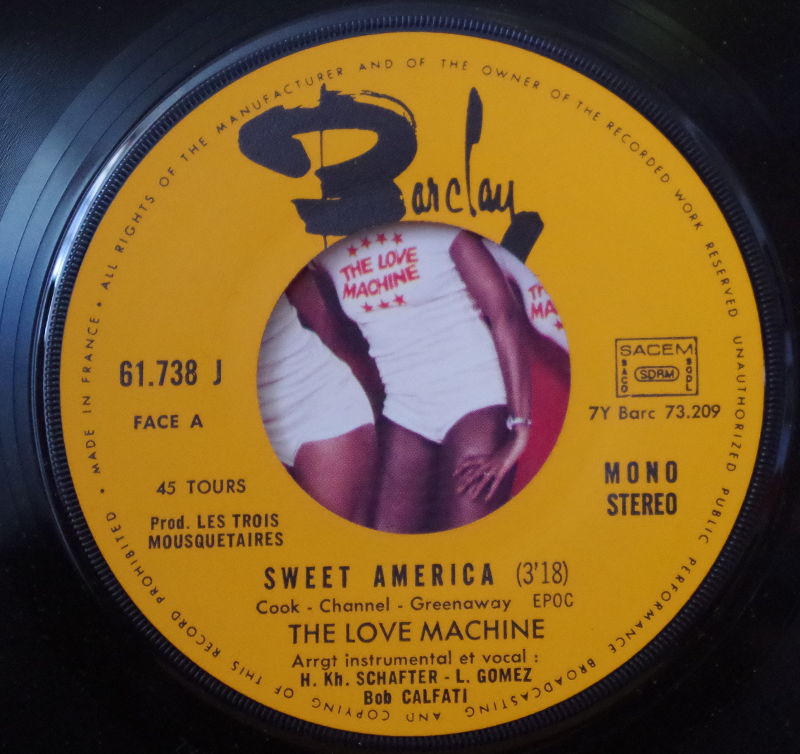 MADE IN FRANCE • ALL RIGHTS OF THE MANUFACTURER AND OF THE OWNER OF THE RECORDED WORK RESERVED UNAUTHORIZED PUBLIC PERFORMANCE BROADCASTING AND COPYING OF THIS RECORD PROHIBITED •
Barclay
THE LOVE
MACHINE
61.738 J
FACE A
SACEM
BACO SDRM SGDL
7Y Barc 73.209
45 TOURS
MONO
STEREO
Prod. LES TROIS
MOUSQUETAIRES
SWEET AMERICA (3'18)
Cook - Channel - Greenaway EPOC
THE LOVE MACHINE
Arrgt instrumental et vocal :
H. Kh. SCHAFTER - L. GOMEZ
Bob CALFATI